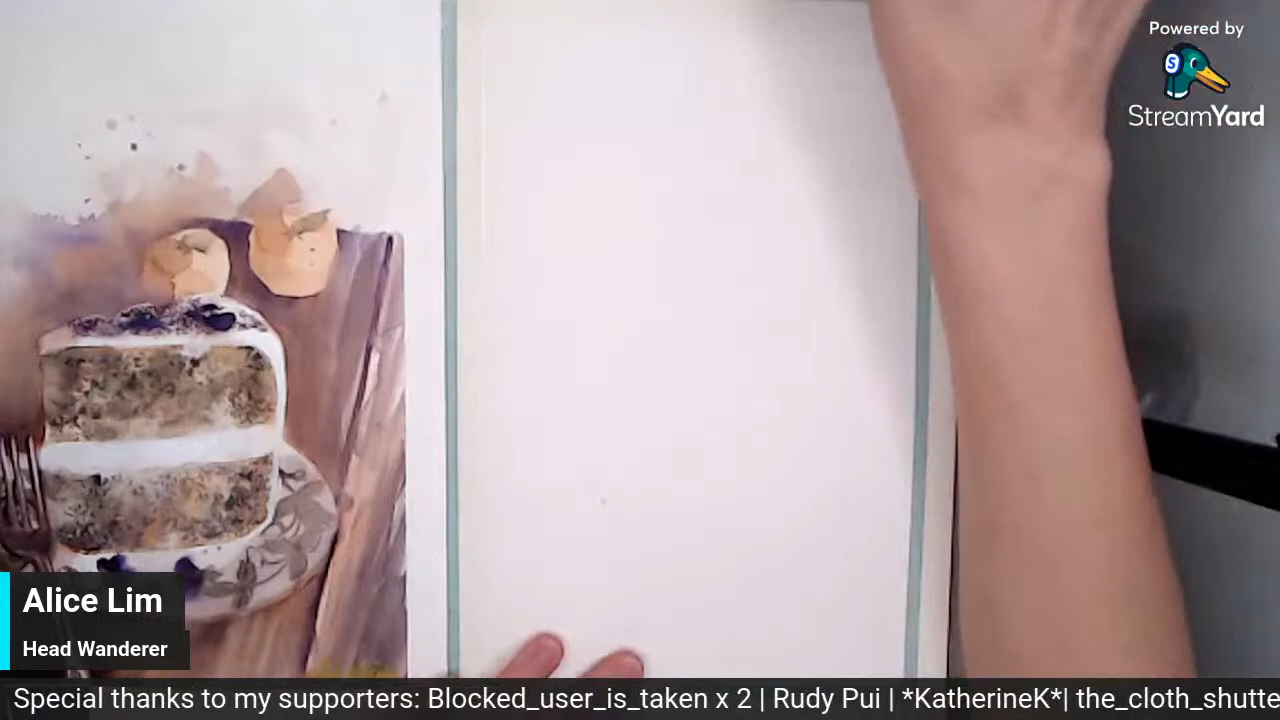 Powered by
StreamYard
Alice Lim
Head Wanderer
Special thanks to my supporters: Blocked_user_is_taken x 2 | Rudy Pui | *KatherineK*| the_cloth_shutte